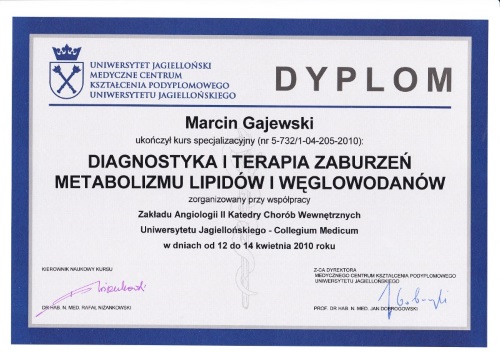 UNIWERSYTET JAGIELLOŃSKI
MEDYCZNE CENTRUM
KSZTAŁCENIA PODYPLOMOWEGO
UNIWERSYTETU JAGIELLOŃSKIEGO
DYPLOM
Marcin Gajewski
ukończył kurs specjalizacyjny (nr 5-732/1-04-205-2010):
DIAGNOSTYKA I TERAPIA ZABURZEŃ
METABOLIZMU LIPIDÓW I WĘGLOWODANÓW
zorganizowany przy współpracy
Zakładu Angiologii II Katedry Chorób Wewnętrznych
Uniwersytetu Jagiellońskiego - Collegium Medicum
w dniach od 12 do 14 kwietnia 2010 roku
KIEROWNIK NAUKOWY KURSU
DR HAB. N. MED. RAFAŁ NIŻANKOWSKI
Z-CA DYREKTORA
MEDYCZNEGO CENTRUM KSZTAŁCENIA PODYPLOMOWEGO
UNIWERSYTETU JAGIELLOŃSKIEGO
PROF. DR HAB. N. MED. JAN DOBROGOWSKI